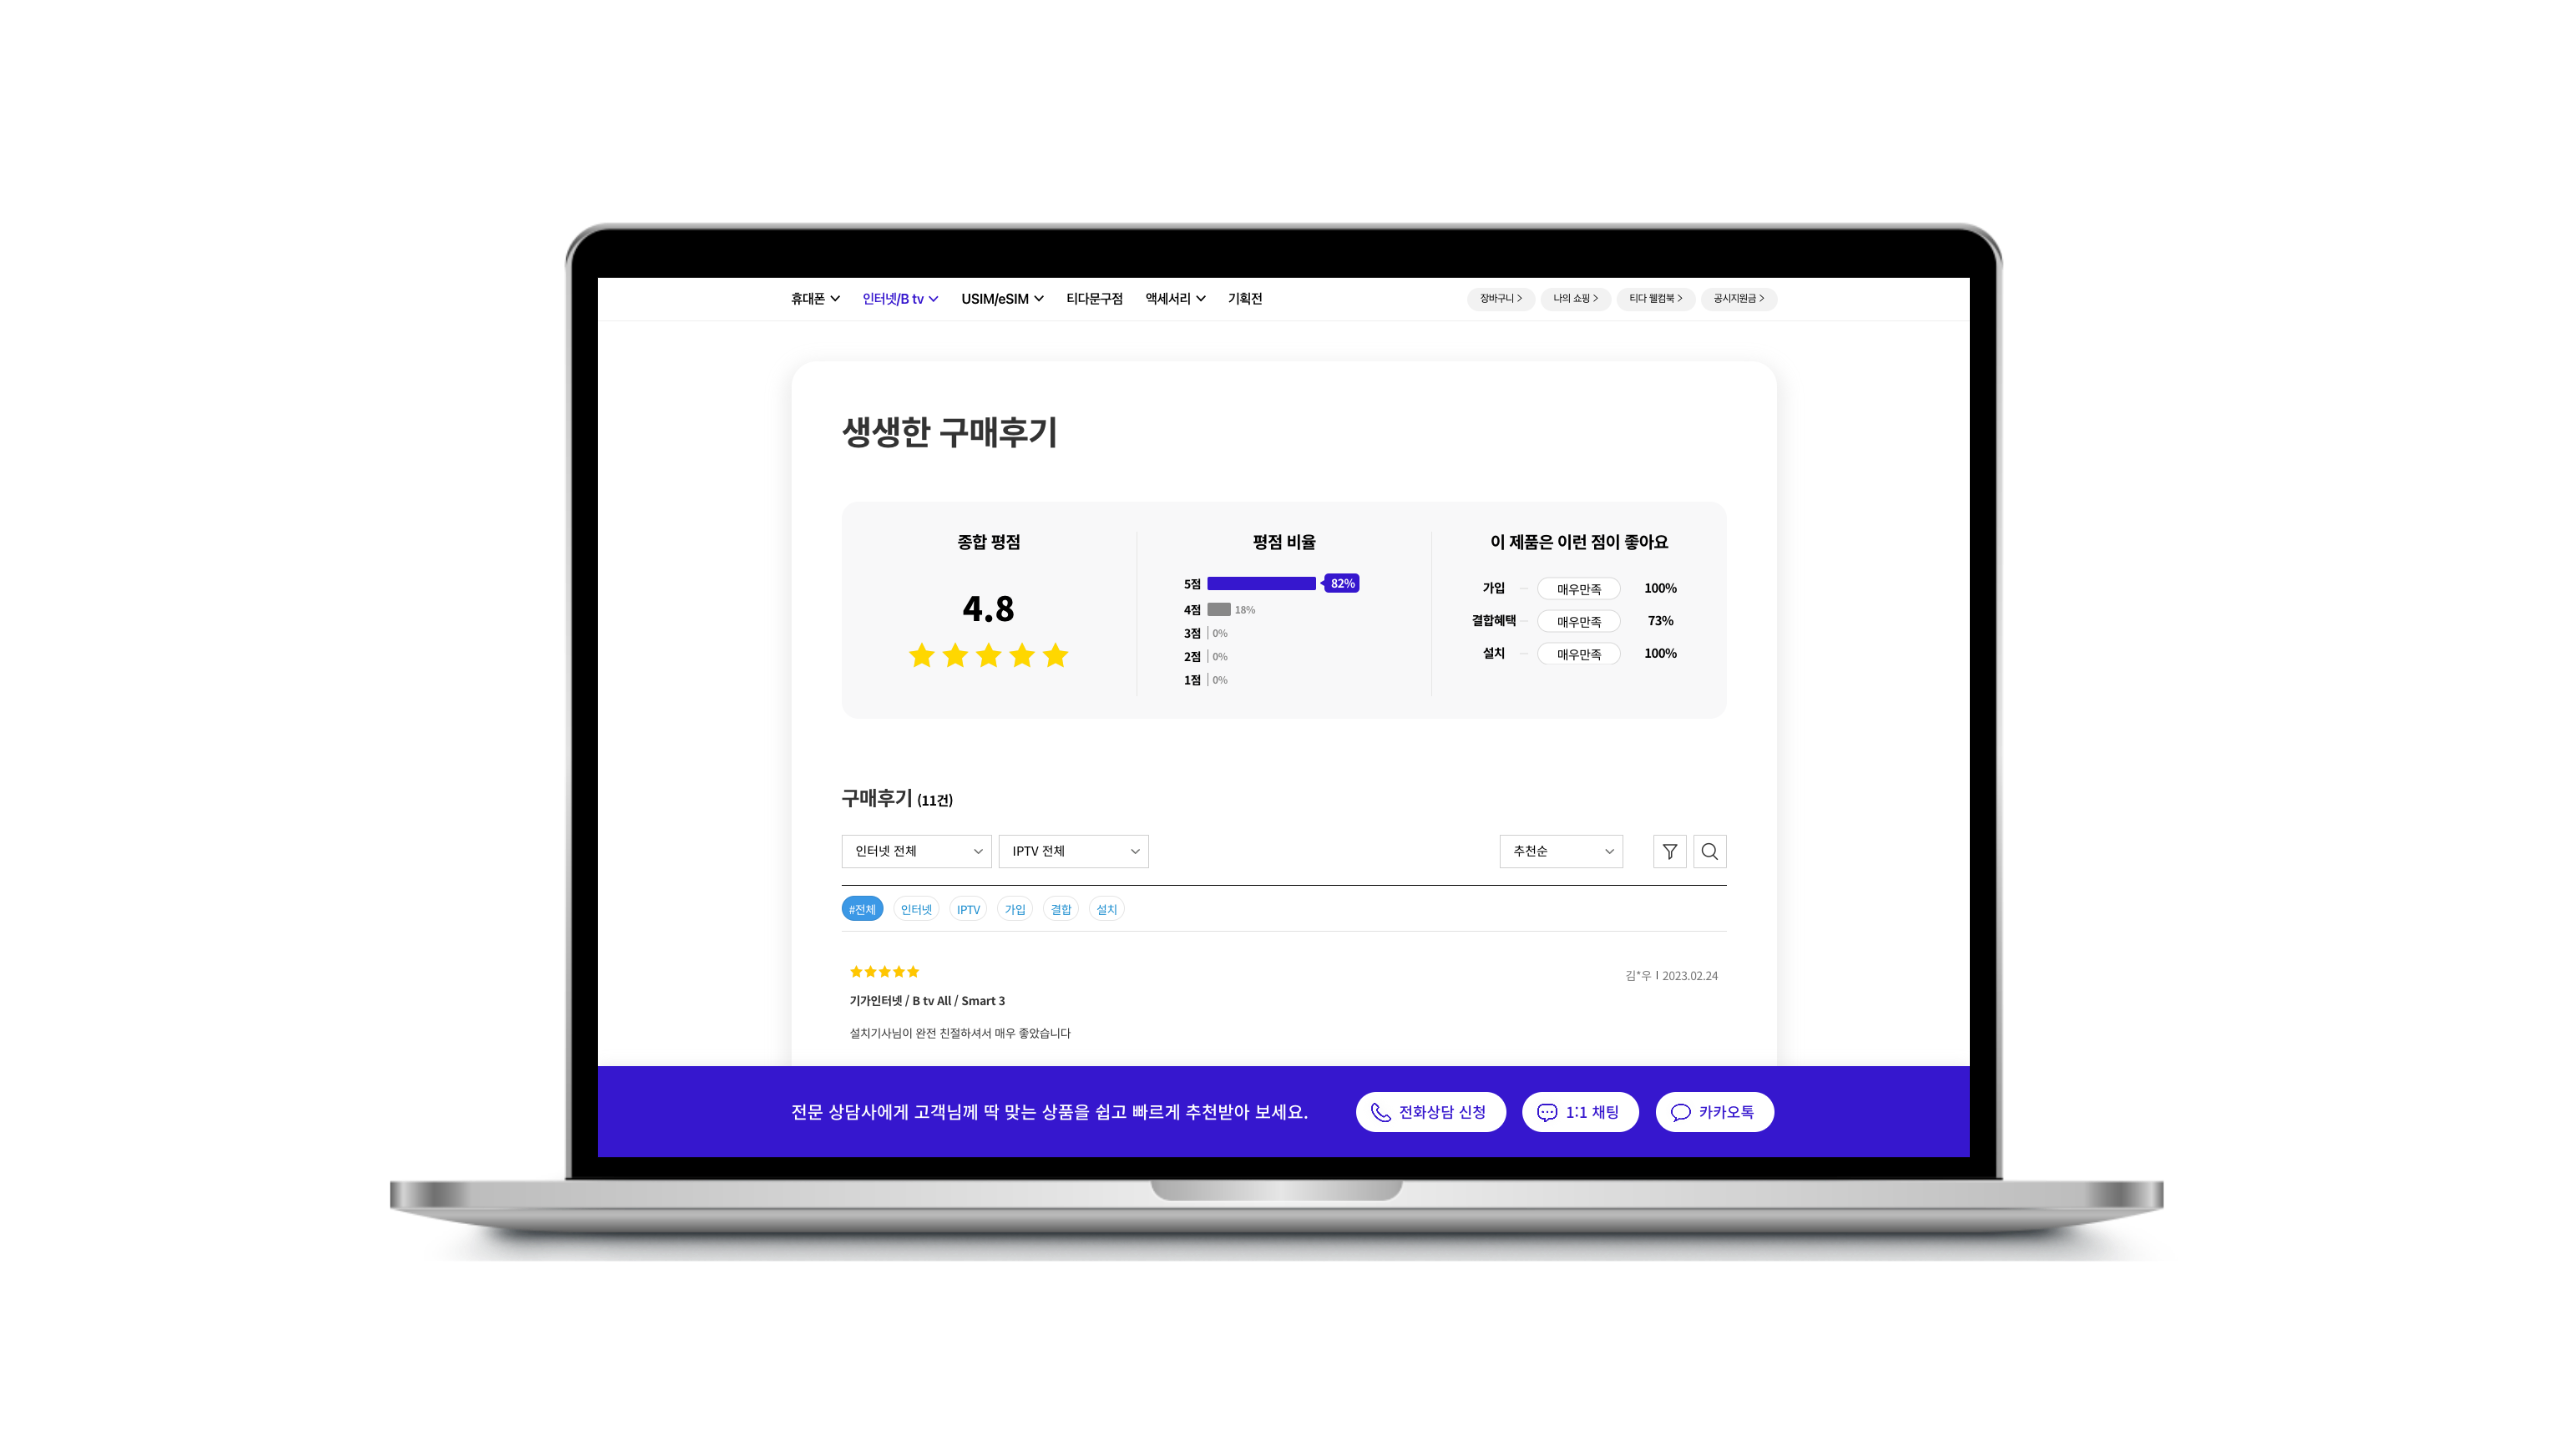 휴대폰 인터넷/B tv USIM/eSIM 티다문구점 액세서리 기획전 장바구니 > 나의 쇼핑 > 티다 웰컴북 > 공시지원금 >
생생한 구매후기
종합 평점
4.8
평점 비율
5점 82%
4점 18%
3점 0%
2점 0%
1점 0%
이 제품은 이런 점이 좋아요
가입 매우만족 100%
결합혜택 매우만족 73%
설치 매우만족 100%
구매후기 (11건)
인터넷 전체 IPTV 전체 추천순
#전체 인터넷 IPTV 가입 결합 설치
김*우 | 2023.02.24
기가인터넷 / B tv All / Smart 3
설치기사님이 완전 친절하셔서 매우 좋았습니다
전문 상담사에게 고객님께 딱 맞는 상품을 쉽고 빠르게 추천받아 보세요. 전화상담 신청 1:1 채팅 카카오톡